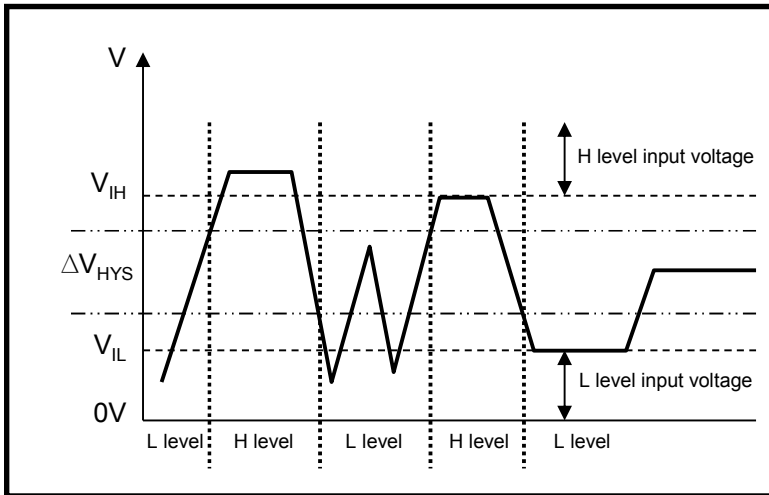 V
V_IH
H level input voltage
ΔV_HYS
V_IL
L level input voltage
0V
L level H level L level H level L level